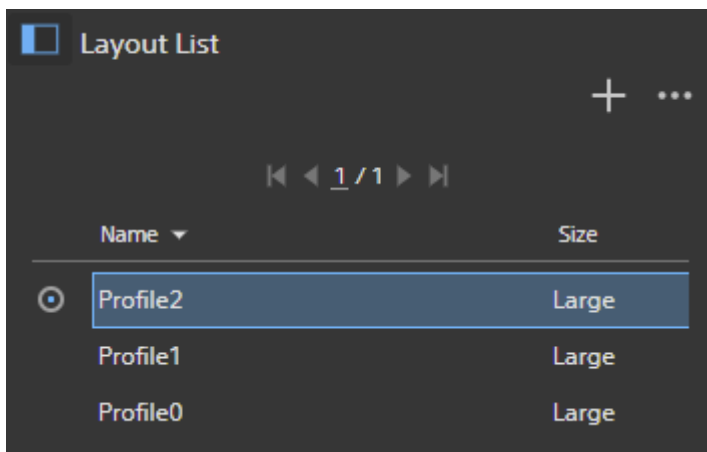 Layout List
1 / 1
Name Size
Profile2 Large
Profile1 Large
Profile0 Large